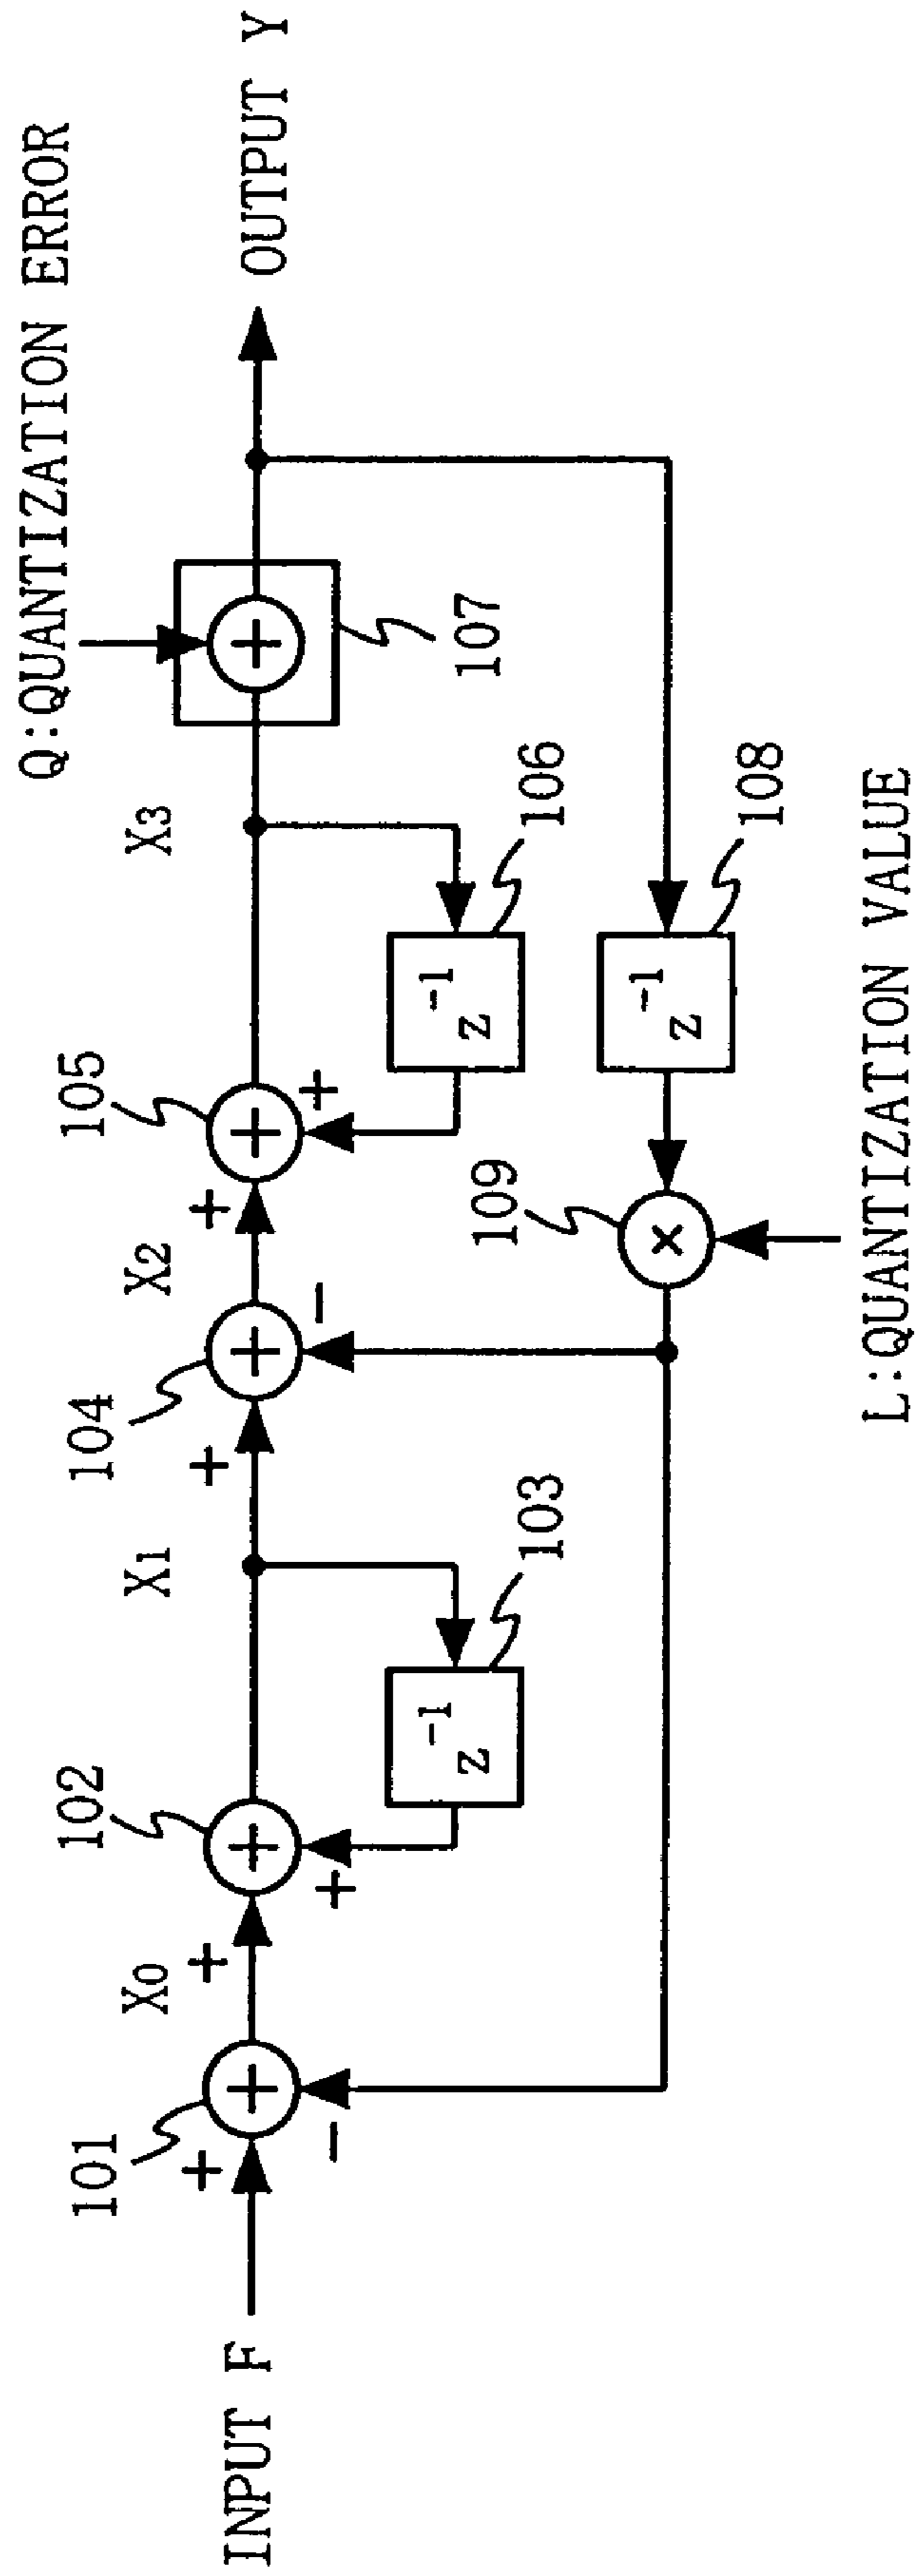 Q:QUANTIZATION ERROR
101
102
104
105
X0
X1
X2
X3
+
+
+
+
INPUT F
+
+
+
+
+
OUTPUT Y
-
+
-
+
107
z-1
103
z-1
106
109
×
z-1
108
L:QUANTIZATION VALUE